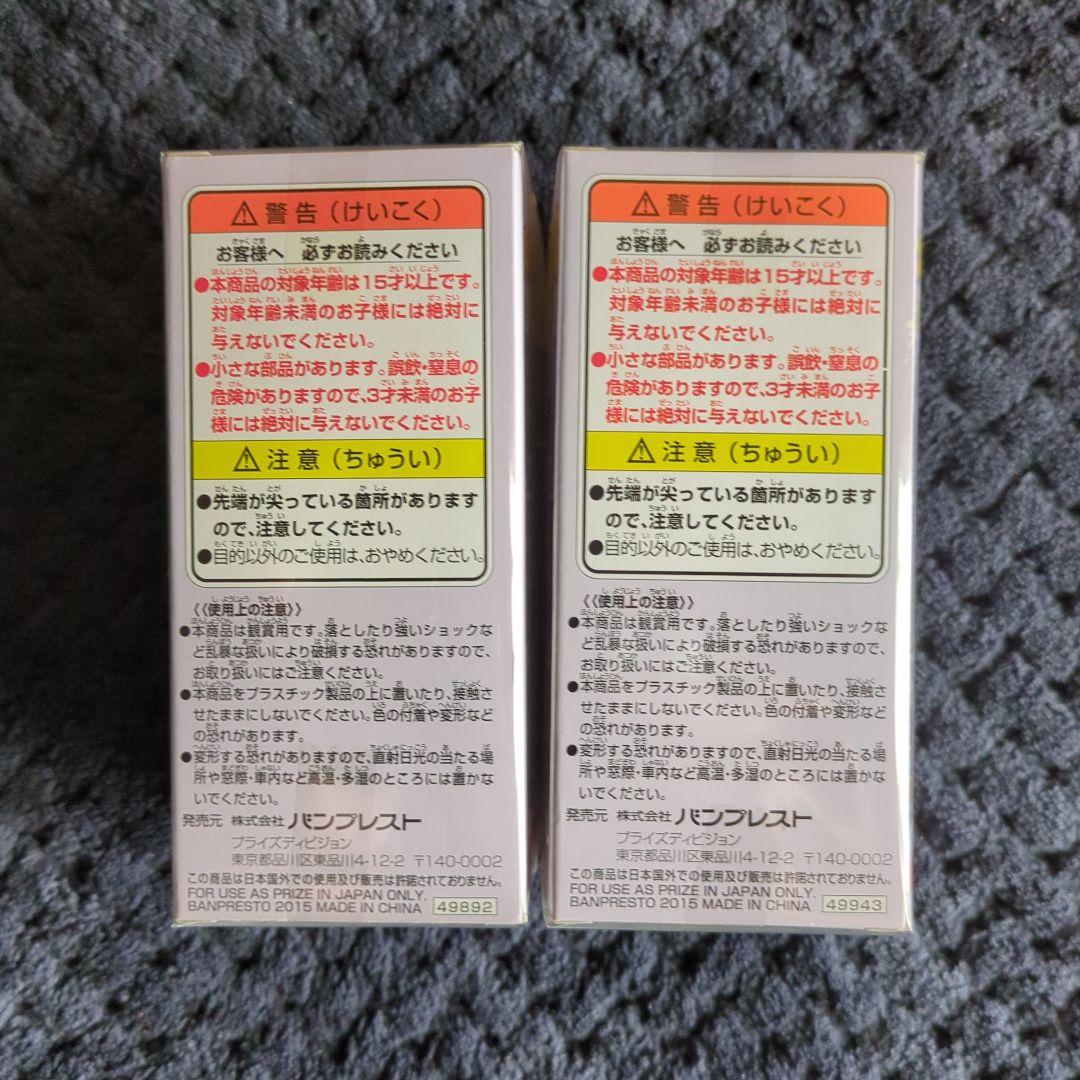 警告（けいこく）
お客様へ 必ずお読みください
●本商品の対象年齢は15才以上です。
対象年齢未満のお子様には絶対に
与えないでください。
●小さな部品があります。誤飲・窒息の
危険がありますので、3才未満のお子
様には絶対に与えないでください。
注意（ちゅうい）
●先端が尖っている箇所があります
ので、注意してください。
●目的以外のご使用は、おやめください。
《使用上の注意》
●本商品は観賞用です。落としたり強いショックな
ど乱暴な扱いにより破損する恐れがありますので、
お取り扱いにはご注意ください。
●本商品をプラスチック製品の上に置いたり、接触さ
せたままにしないでください。色の付着や変形など
の恐れがあります。
●変形する恐れがありますので、直射日光の当たる場
所や窓際・車内など高温・多湿のところには置かな
いでください。
発売元 株式会社 バンプレスト
プライズディビジョン
東京都品川区東品川4-12-2 〒140-0002
この商品は日本国外での使用及び販売は許諾されておりません。
FOR USE AS PRIZE IN JAPAN ONLY.
BANPRESTO 2015 MADE IN CHINA 49892
警告（けいこく）
お客様へ 必ずお読みください
●本商品の対象年齢は15才以上です。
対象年齢未満のお子様には絶対に
与えないでください。
●小さな部品があります。誤飲・窒息の
危険がありますので、3才未満のお子
様には絶対に与えないでください。
注意（ちゅうい）
●先端が尖っている箇所があります
ので、注意してください。
●目的以外のご使用は、おやめください。
《使用上の注意》
●本商品は観賞用です。落としたり強いショックな
ど乱暴な扱いにより破損する恐れがありますので、
お取り扱いにはご注意ください。
●本商品をプラスチック製品の上に置いたり、接触さ
せたままにしないでください。色の付着や変形など
の恐れがあります。
●変形する恐れがありますので、直射日光の当たる場
所や窓際・車内など高温・多湿のところには置かな
いでください。
発売元 株式会社 バンプレスト
プライズディビジョン
東京都品川区東品川4-12-2 〒140-0002
この商品は日本国外での使用及び販売は許諾されておりません。
FOR USE AS PRIZE IN JAPAN ONLY.
BANPRESTO 2015 MADE IN CHINA 49943